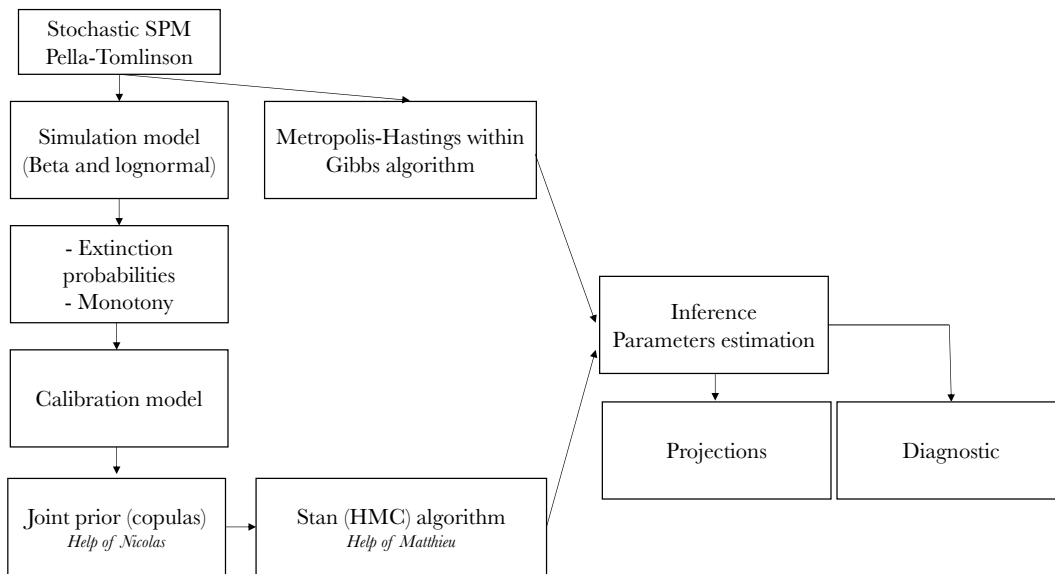 Stochastic SPM
Pella-Tomlinson
Simulation model
(Beta and lognormal)
Metropolis-Hastings within
Gibbs algorithm
- Extinction
probabilities
- Monotony
Inference
Parameters estimation
Calibration model
Projections
Diagnostic
Joint prior (copulas)
Help of Nicolas
Stan (HMC) algorithm
Help of Matthieu